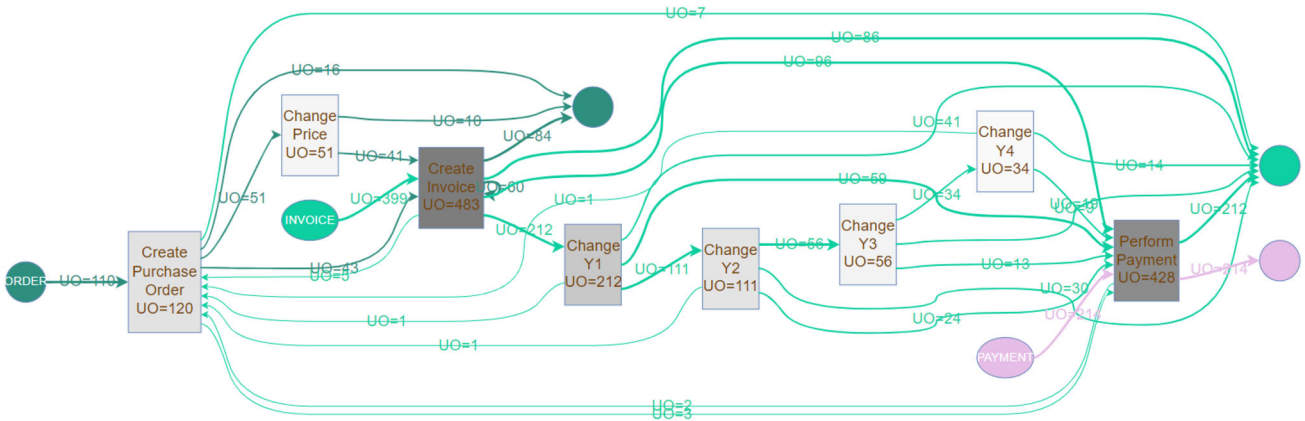 UO=7
UO=86
UO=96
UO=16
Change
Price
UO=51
UO=10
UO=84
UO=41
UO=41
Change
Y4
UO=34
UO=14
Create
Invoice
UO=483
UO=60
UO=51
UO=399
INVOICE
UO=1
UO=59
UO=34
UO=19
UO=9
UO=212
UO=212
Create
Purchase
Order
UO=120
Change
Y1
UO=212
Change
Y2
UO=111
UO=56
Change
Y3
UO=56
Perform
Payment
UO=428
ORDER
UO=110
UO=43
UO=5
UO=111
UO=13
UO=214
UO=30
UO=214
UO=1
UO=24
UO=1
PAYMENT
UO=2
UO=3